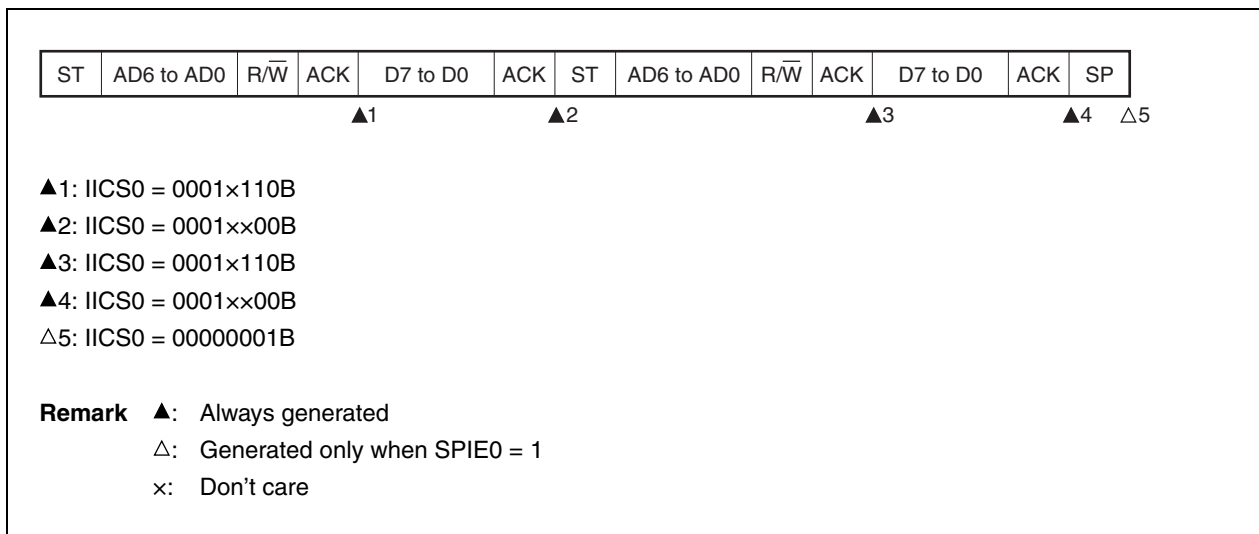 ST AD6 to AD0 R/W̅ ACK D7 to D0 ACK ST AD6 to AD0 R/W̅ ACK D7 to D0 ACK SP
▲1 ▲2 ▲3 ▲4 △5
▲1: IICS0 = 0001×110B
▲2: IICS0 = 0001××00B
▲3: IICS0 = 0001×110B
▲4: IICS0 = 0001××00B
△5: IICS0 = 00000001B
Remark ▲: Always generated
△: Generated only when SPIE0 = 1
×: Don't care